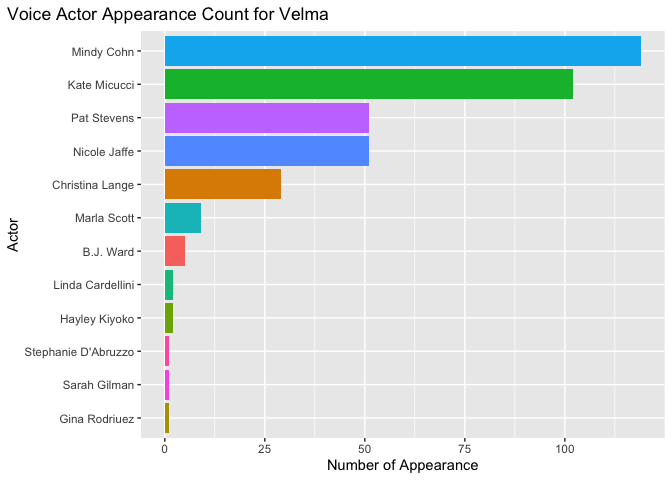 Voice Actor Appearance Count for Velma
Actor
Mindy Cohn
Kate Micucci
Pat Stevens
Nicole Jaffe
Christina Lange
Marla Scott
B.J. Ward
Linda Cardellini
Hayley Kiyoko
Stephanie D'Abruzzo
Sarah Gilman
Gina Rodriuez
0 25 50 75 100
Number of Appearance